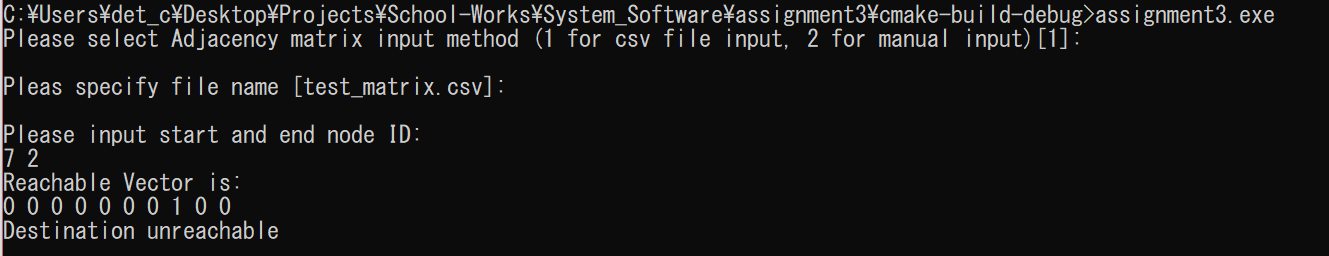 C:¥Users¥det_c¥Desktop¥Projects¥School-Works¥System_Software¥assignment3¥cmake-build-debug>assignment3.exe
Please select Adjacency matrix input method (1 for csv file input, 2 for manual input)[1]:
Pleas specify file name [test_matrix.csv]:
Please input start and end node ID:
7 2
Reachable Vector is:
0 0 0 0 0 0 0 1 0 0
Destination unreachable